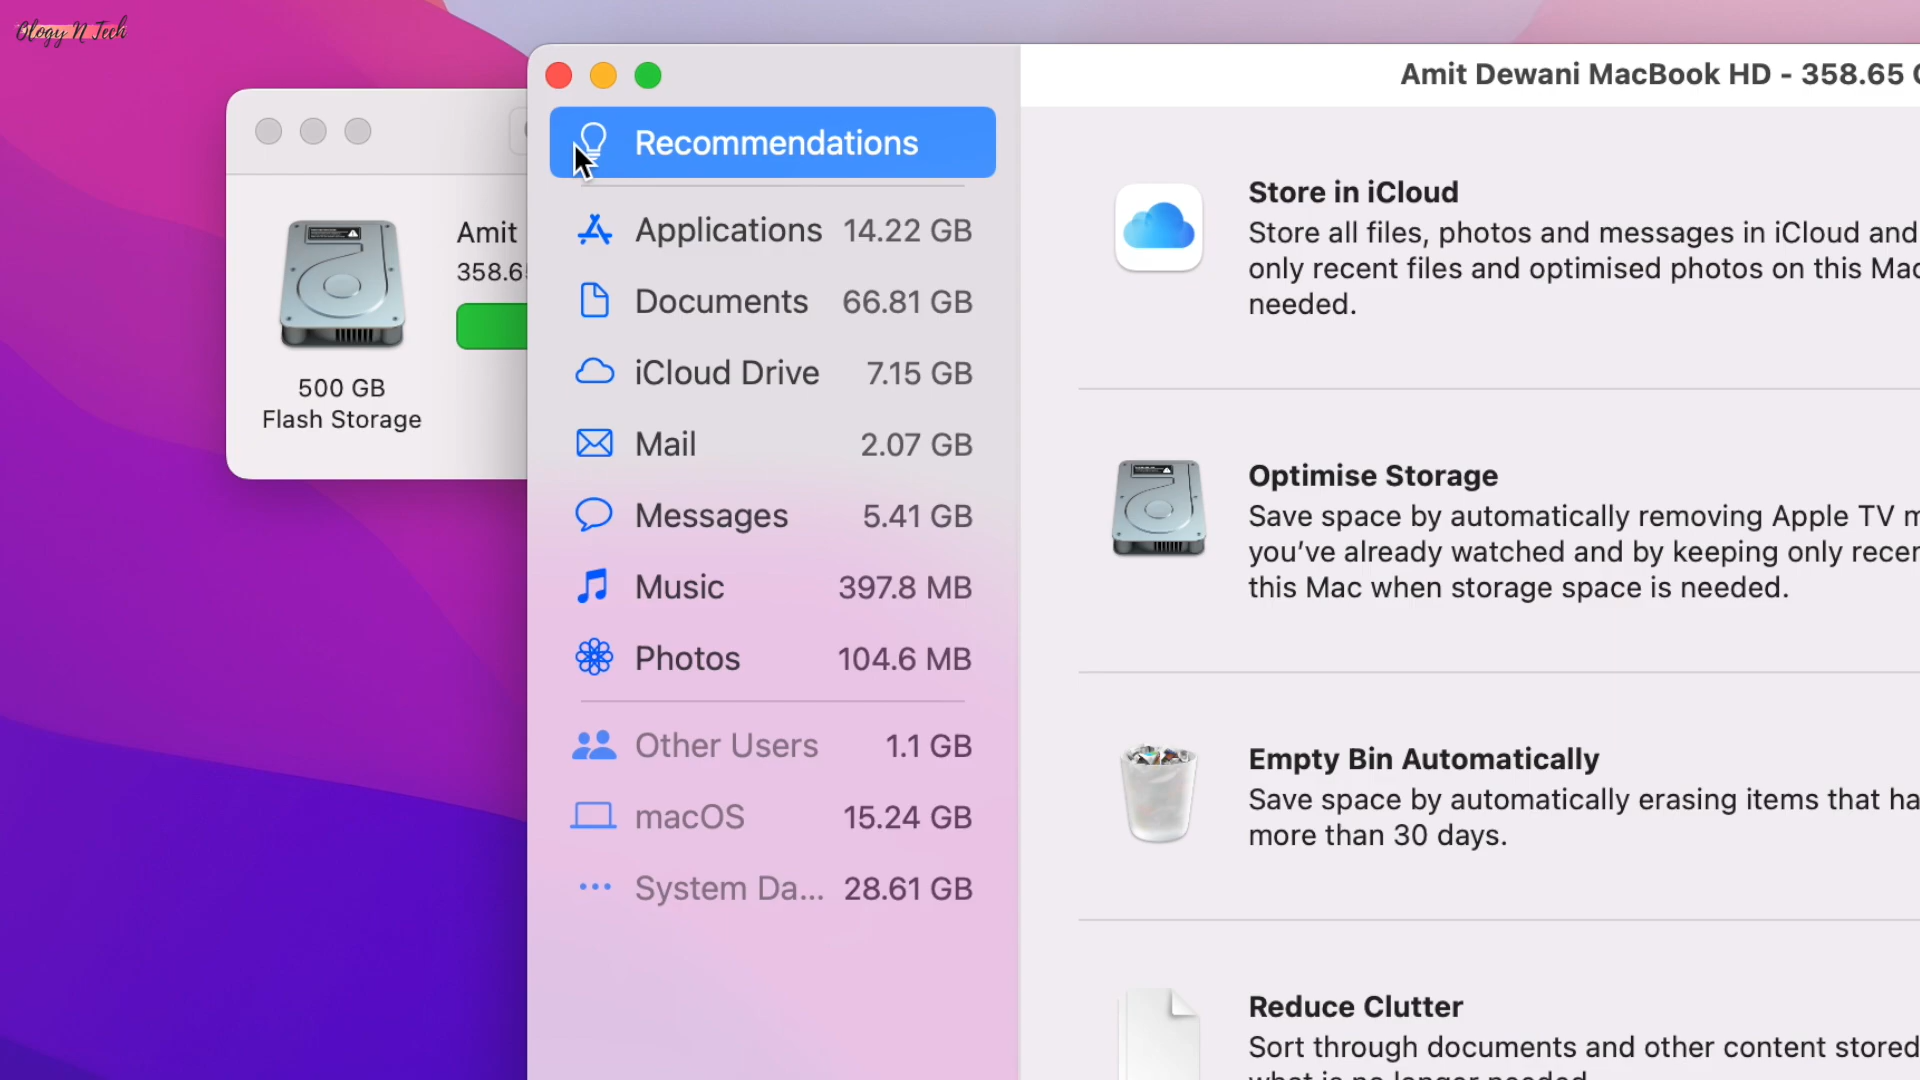 Ology N Tech
Amit
358.6
500 GB
Flash Storage
Recommendations
Applications 14.22 GB
Documents 66.81 GB
iCloud Drive 7.15 GB
Mail 2.07 GB
Messages 5.41 GB
Music 397.8 MB
Photos 104.6 MB
Other Users 1.1 GB
macOS 15.24 GB
System Da... 28.61 GB
Amit Dewani MacBook HD - 358.65
Store in iCloud
Store all files, photos and messages in iCloud and
only recent files and optimised photos on this Mac
needed.
Optimise Storage
Save space by automatically removing Apple TV m
you’ve already watched and by keeping only recen
this Mac when storage space is needed.
Empty Bin Automatically
Save space by automatically erasing items that ha
more than 30 days.
Reduce Clutter
Sort through documents and other content stored
what is no longer needed.